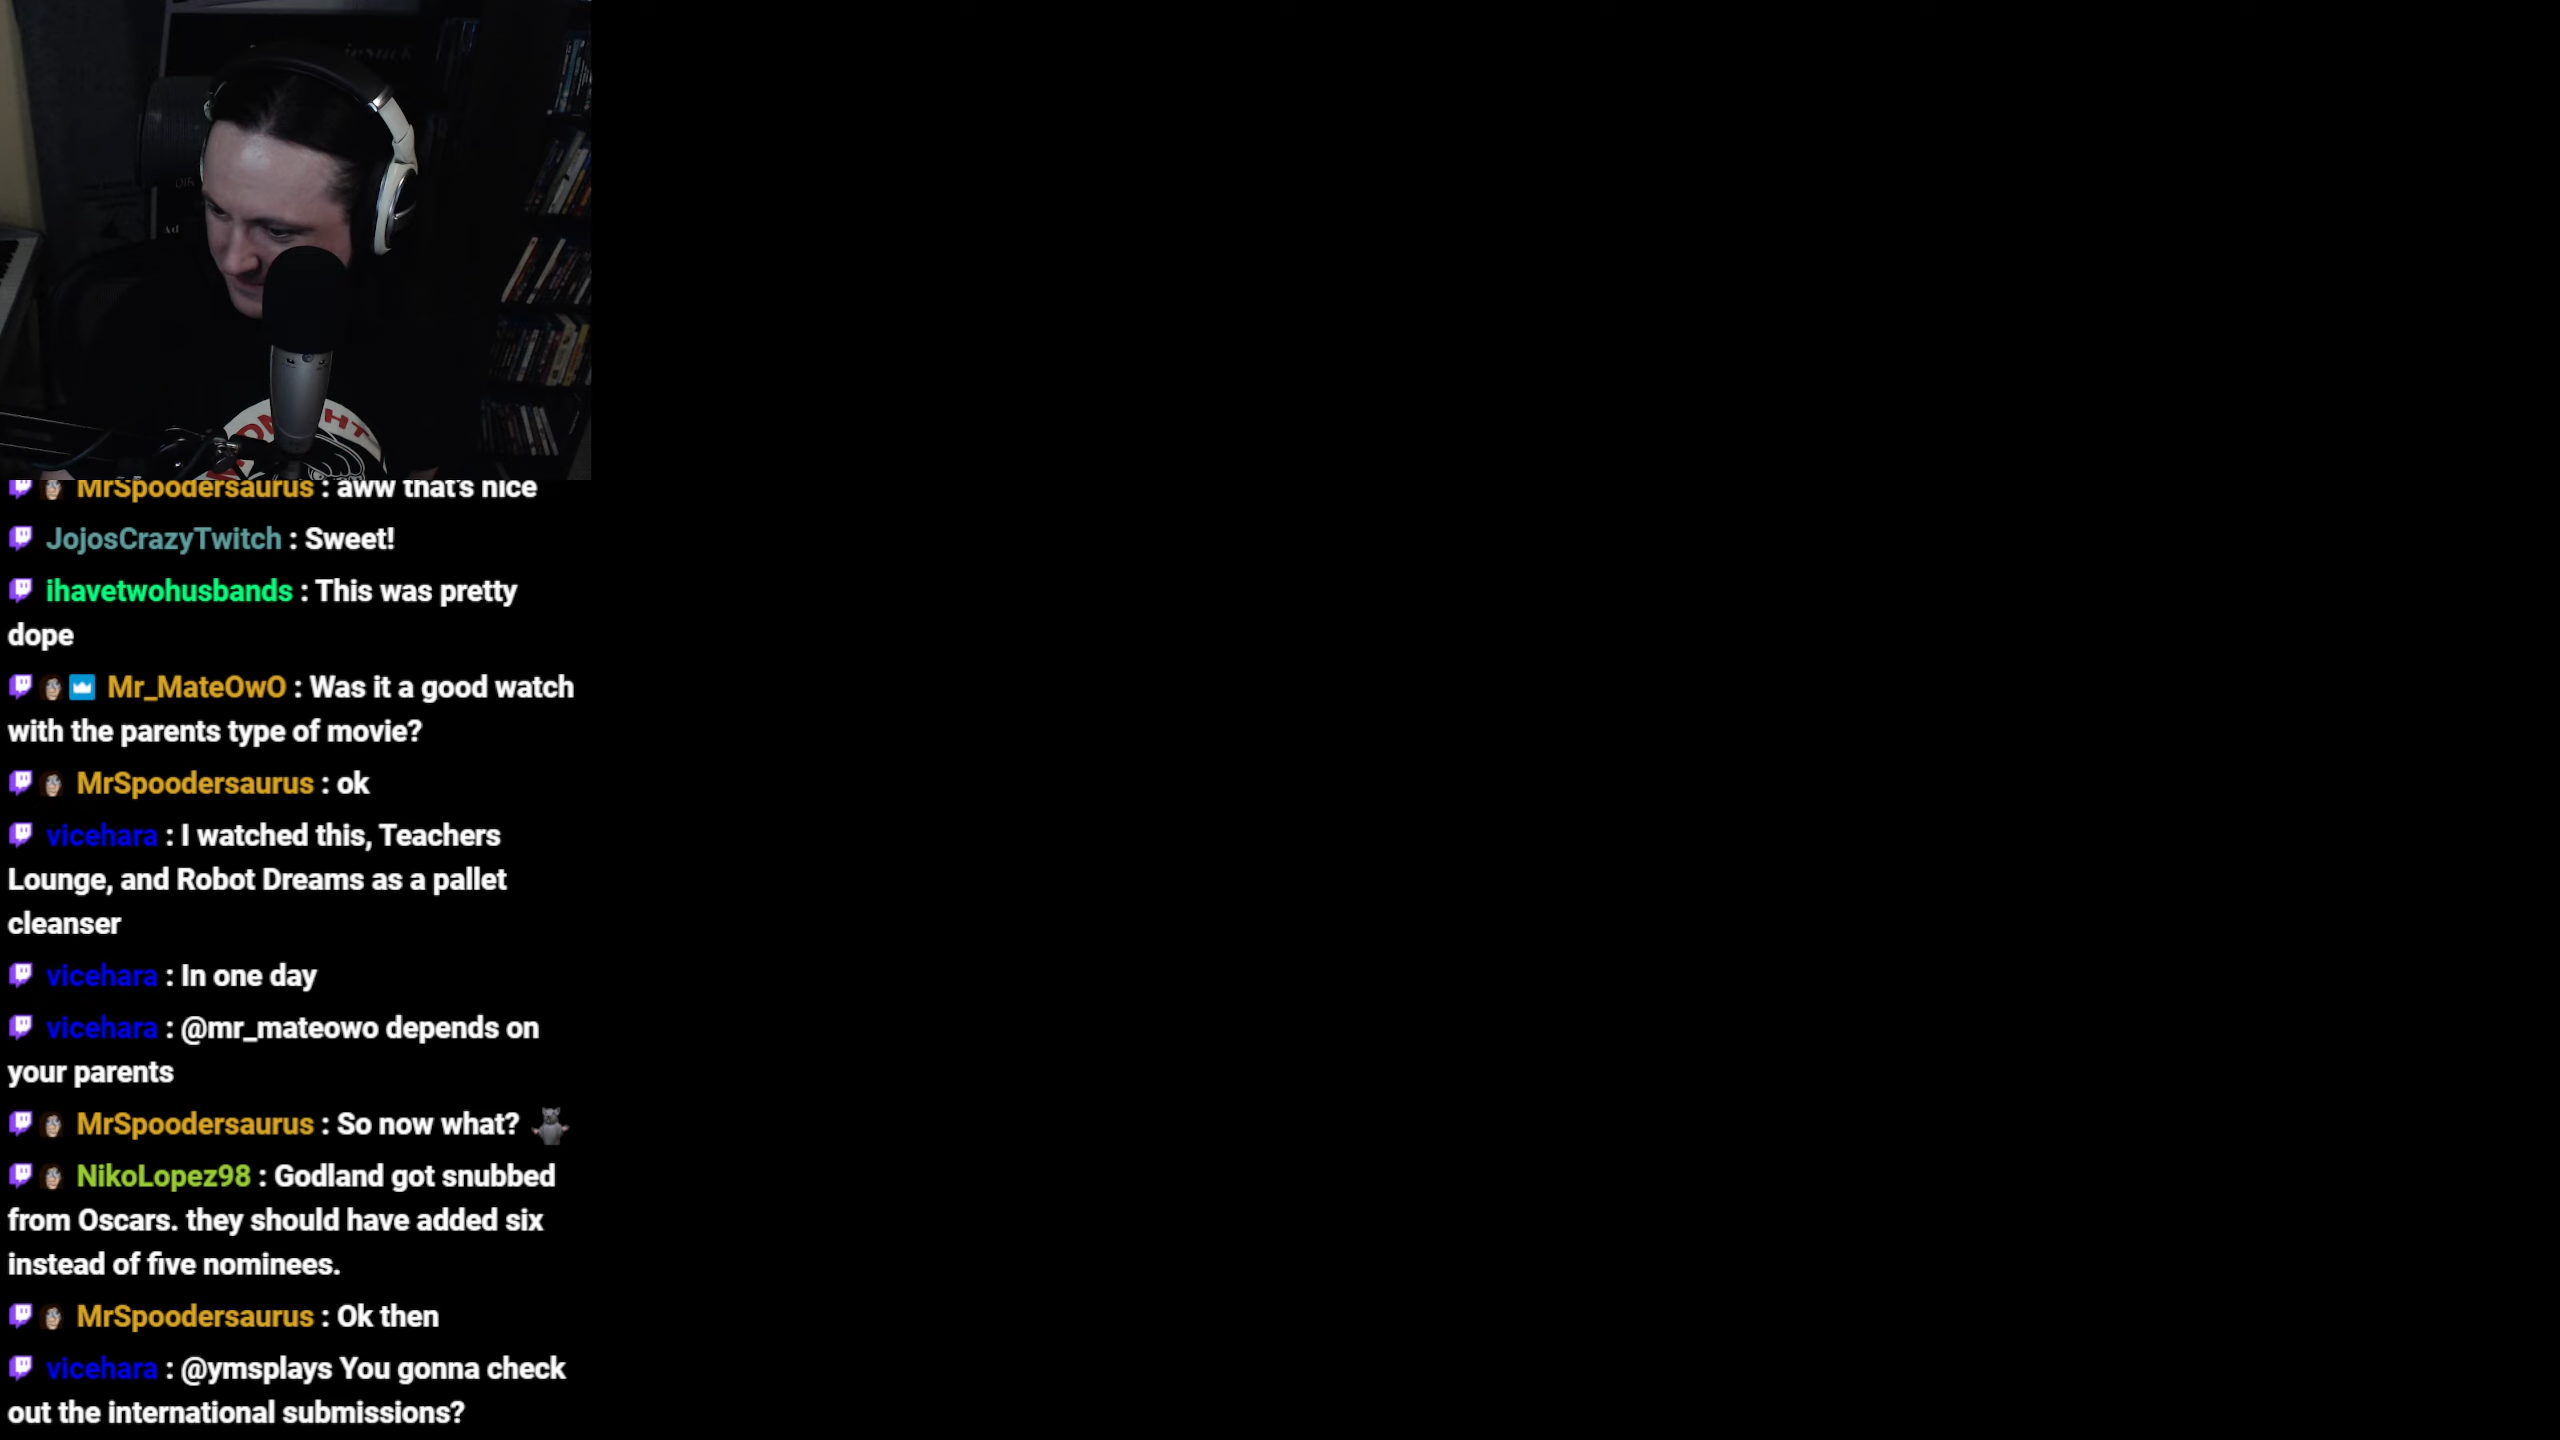 DIR
Ad
MrSpoodersaurus : aww that's nice
JojosCrazyTwitch : Sweet!
ihavetwohusbands : This was pretty
dope
Mr_MateOwO : Was it a good watch
with the parents type of movie?
MrSpoodersaurus : ok
vicehara : I watched this, Teachers
Lounge, and Robot Dreams as a pallet
cleanser
vicehara : In one day
vicehara : @mr_mateowo depends on
your parents
MrSpoodersaurus : So now what?
NikoLopez98 : Godland got snubbed
from Oscars. they should have added six
instead of five nominees.
MrSpoodersaurus : Ok then
vicehara : @ymsplays You gonna check
out the international submissions?